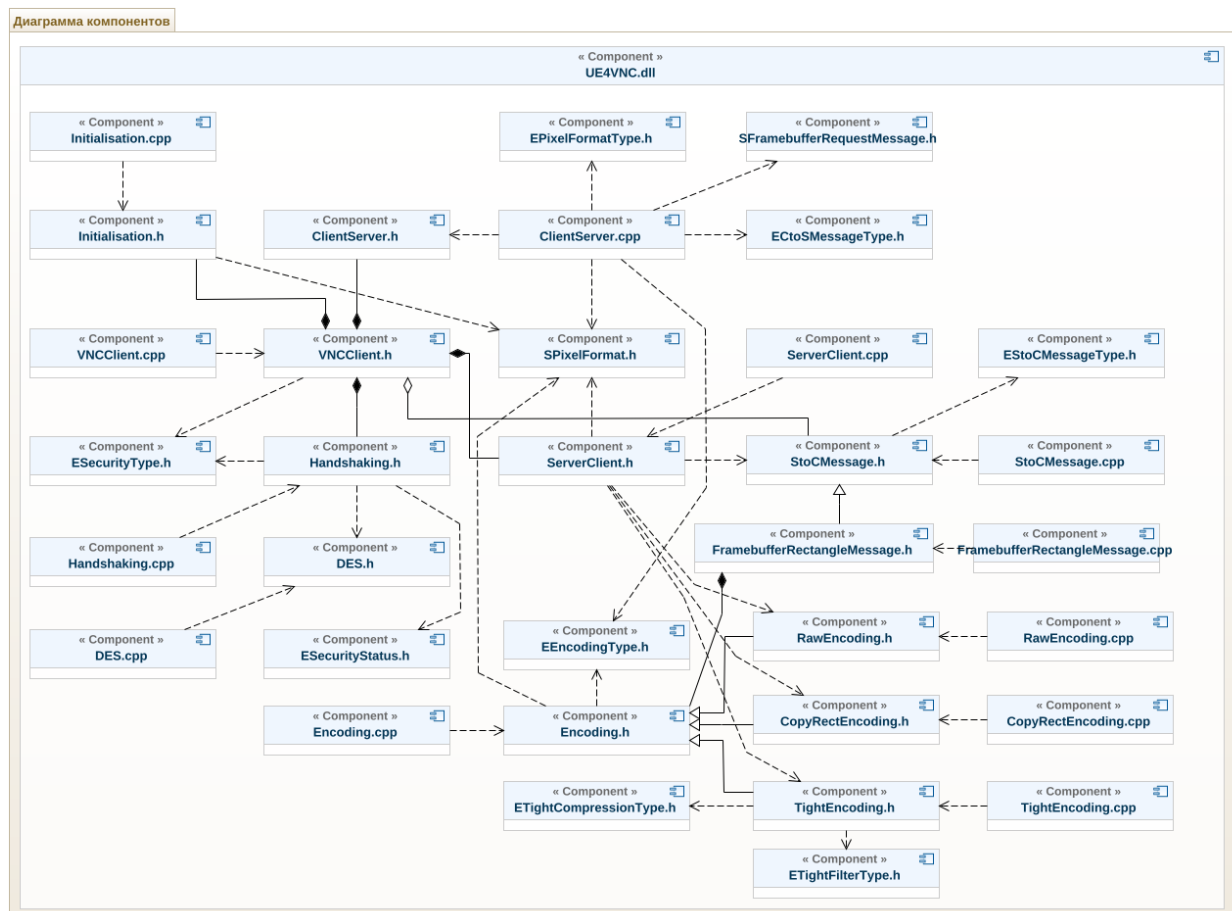 Диаграмма компонентов
« Component »
UE4VNC.dll
« Component »
Initialisation.cpp
« Component »
EPixelFormatType.h
« Component »
SFramebufferRequestMessage.h
« Component »
Initialisation.h
« Component »
ClientServer.h
« Component »
ClientServer.cpp
« Component »
ECtoSMessageType.h
« Component »
VNCClient.cpp
« Component »
VNCClient.h
« Component »
SPixelFormat.h
« Component »
ServerClient.cpp
« Component »
EStoCMessageType.h
« Component »
ESecurityType.h
« Component »
Handshaking.h
« Component »
ServerClient.h
« Component »
StoCMessage.h
« Component »
StoCMessage.cpp
« Component »
Handshaking.cpp
« Component »
DES.h
« Component »
FramebufferRectangleMessage.h
« Component »
FramebufferRectangleMessage.cpp
« Component »
DES.cpp
« Component »
ESecurityStatus.h
« Component »
EEncodingType.h
« Component »
RawEncoding.h
« Component »
RawEncoding.cpp
« Component »
Encoding.cpp
« Component »
Encoding.h
« Component »
CopyRectEncoding.h
« Component »
CopyRectEncoding.cpp
« Component »
ETightCompressionType.h
« Component »
TightEncoding.h
« Component »
TightEncoding.cpp
« Component »
ETightFilterType.h